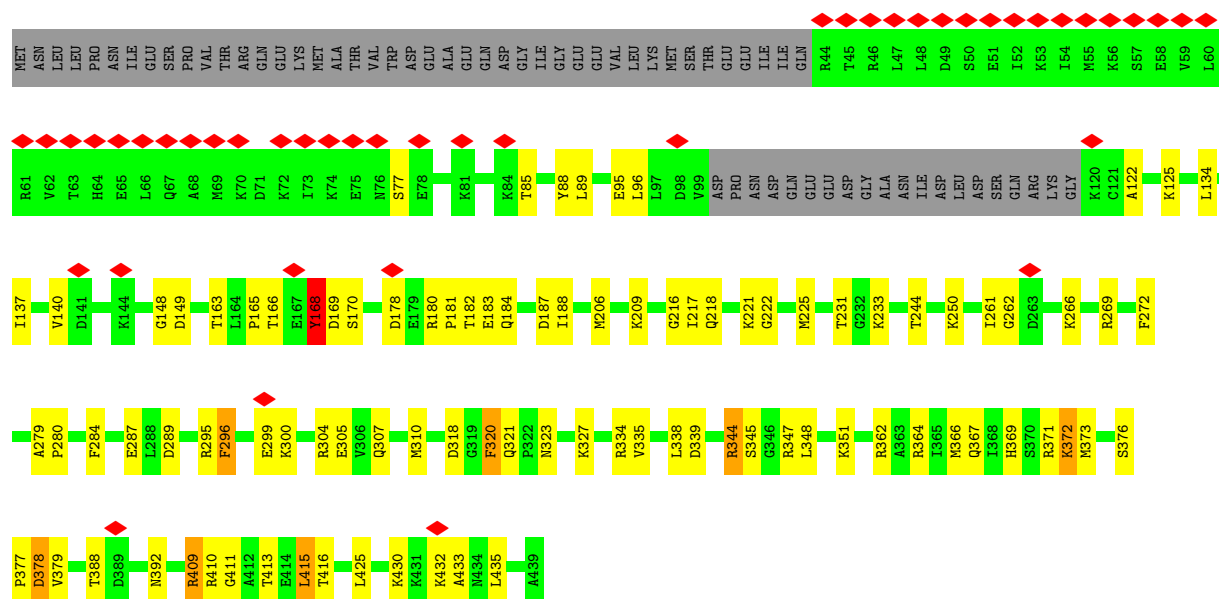 MET ASN LEU LEU PRO ASN ILE GLU SER PRO VAL THR ARG GLN GLU LYS MET ALA THR VAL TRP ASP GLU ALA GLU GLN ASP GLY ILE GLY GLU GLU VAL LEU LYS MET SER THR GLU GLU ILE ILE GLN R44 T45 R46 L47 L48 D49 S50 E51 I52 K53 I54 M55 K56 S57 E58 V59 L60
R61 V62 T63 H64 E65 L66 Q67 A68 M69 K70 D71 K72 I73 K74 E75 N76 S77 E78 K81 K84 T85 Y88 L89 E95 L96 L97 D98 V99 ASP PRO ASN ASP GLN GLU GLU ASP GLY ALA ASN ILE ASP LEU ASP SER GLN ARG LYS GLY K120 C121 A122 K125 L134
I137 V140 D141 K144 G148 D149 T163 L164 P165 T166 E167 Y168 D169 S170 D178 E179 R180 P181 T182 E183 Q184 D187 I188 M206 K209 G216 I217 Q218 K221 G222 M225 T231 G232 K233 T244 K250 I261 G262 D263 K266 R269 F272
A279 P280 F284 E287 L288 D289 R295 F296 E299 K300 R304 E305 V306 Q307 M310 D318 G319 F320 Q321 P322 N323 K327 R334 V335 L338 D339 R344 S345 G346 R347 L348 K351 R362 A363 R364 I365 M366 Q367 I368 H369 S370 R371 K372 M373 S376
P377 D378 V379 T388 D389 N392 R409 R410 G411 A412 T413 E414 L415 T416 L425 K430 K431 K432 A433 N434 L435 A439